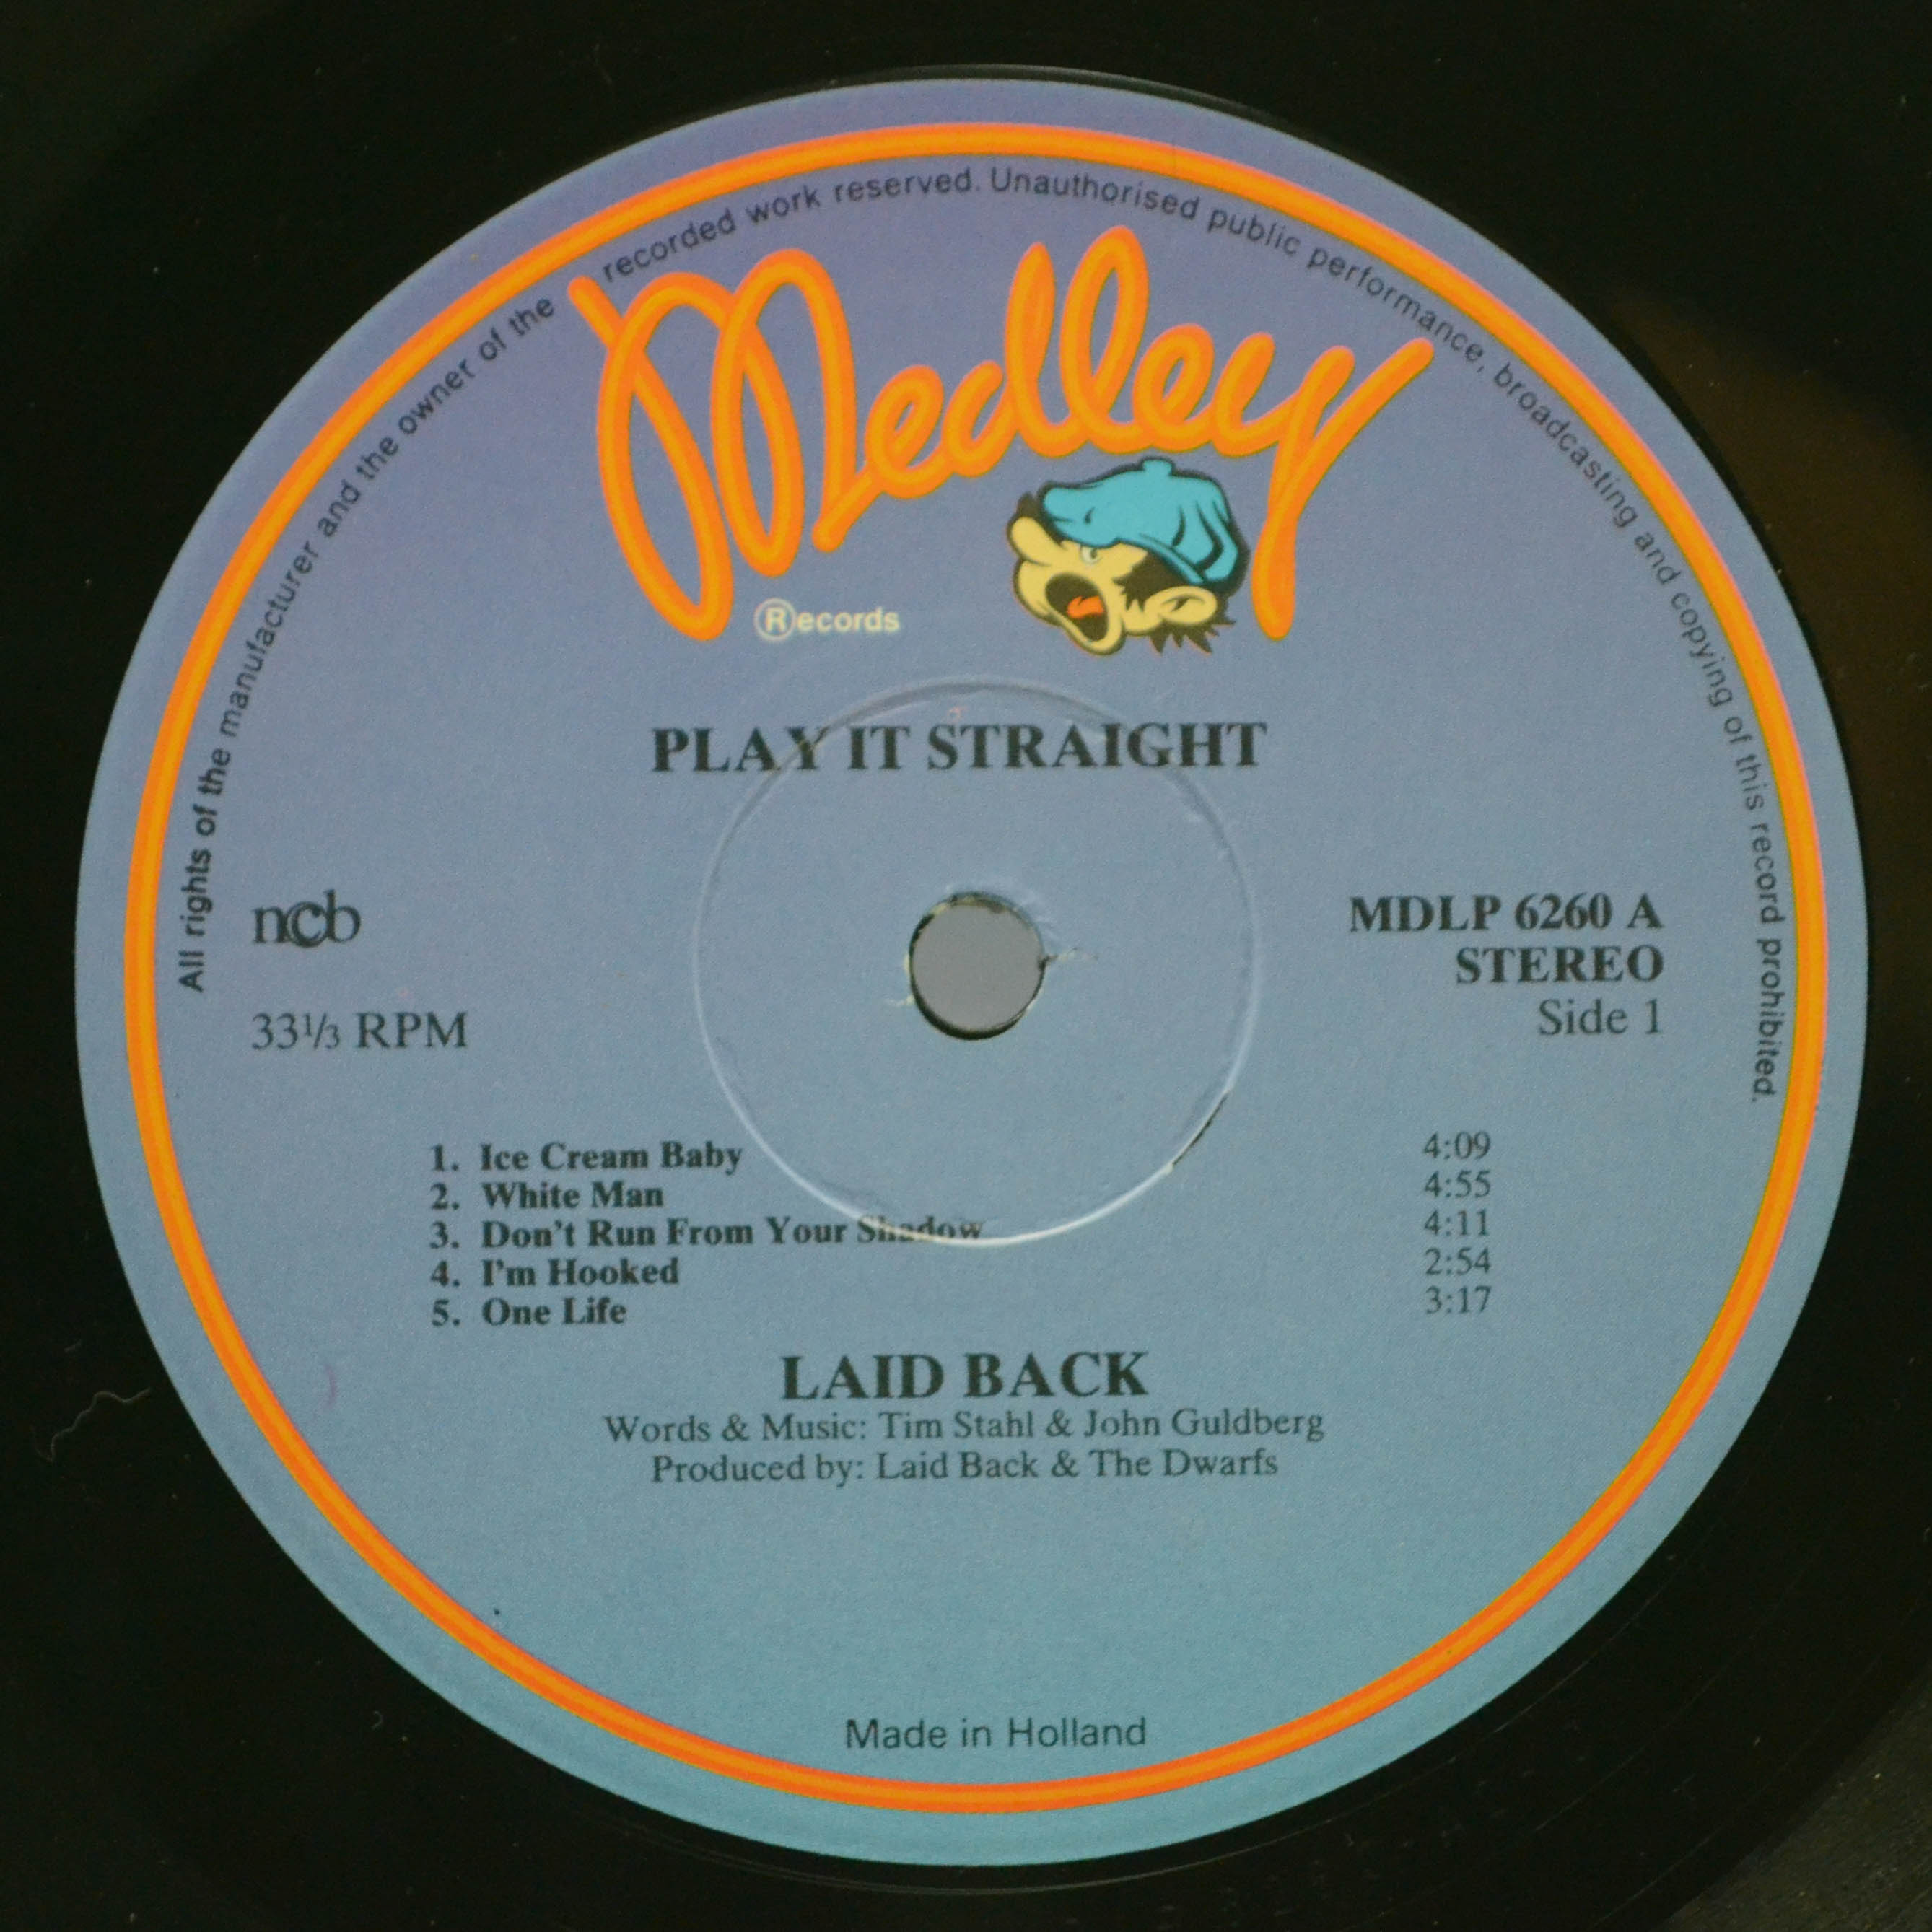 All rights of the manufacturer and the owner of the recorded work reserved. Unauthorised public performance, broadcasting and copying of this record prohibited.
Medley
Records
PLAY IT STRAIGHT
ncb
33⅓ RPM
MDLP 6260 A
STEREO
Side 1
1. Ice Cream Baby 4:09
2. White Man 4:55
3. Don't Run From Your Shadow 4:11
4. I'm Hooked 2:54
5. One Life 3:17
LAID BACK
Words & Music: Tim Stahl & John Guldberg
Produced by: Laid Back & The Dwarfs
Made in Holland